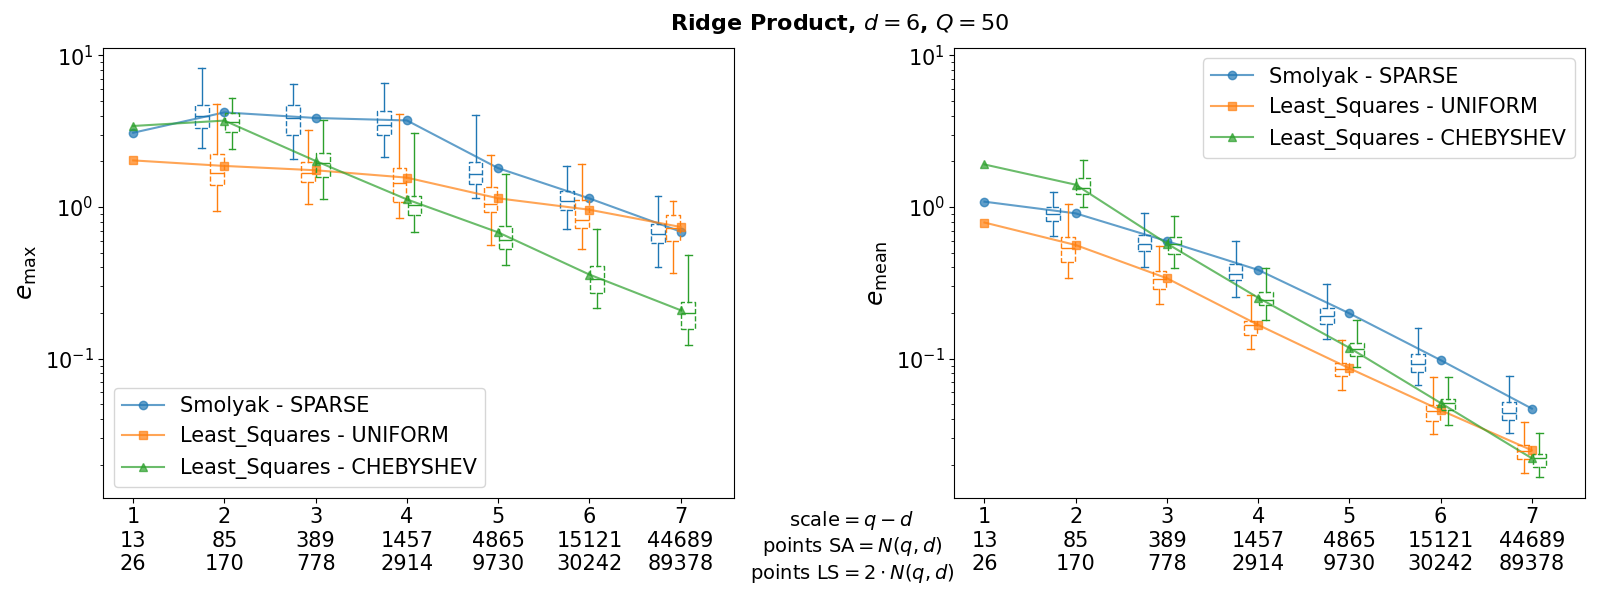 Ridge Product, d = 6, Q = 50
10^1
10^0
10^-1
e_max
Smolyak - SPARSE
Least_Squares - UNIFORM
Least_Squares - CHEBYSHEV
1 2 3 4 5 6 7
13 85 389 1457 4865 15121 44689
26 170 778 2914 9730 30242 89378
scale = q − d
points SA = N(q, d)
points LS = 2 · N(q, d)
10^1
10^0
10^-1
e_mean
Smolyak - SPARSE
Least_Squares - UNIFORM
Least_Squares - CHEBYSHEV
1 2 3 4 5 6 7
13 85 389 1457 4865 15121 44689
26 170 778 2914 9730 30242 89378